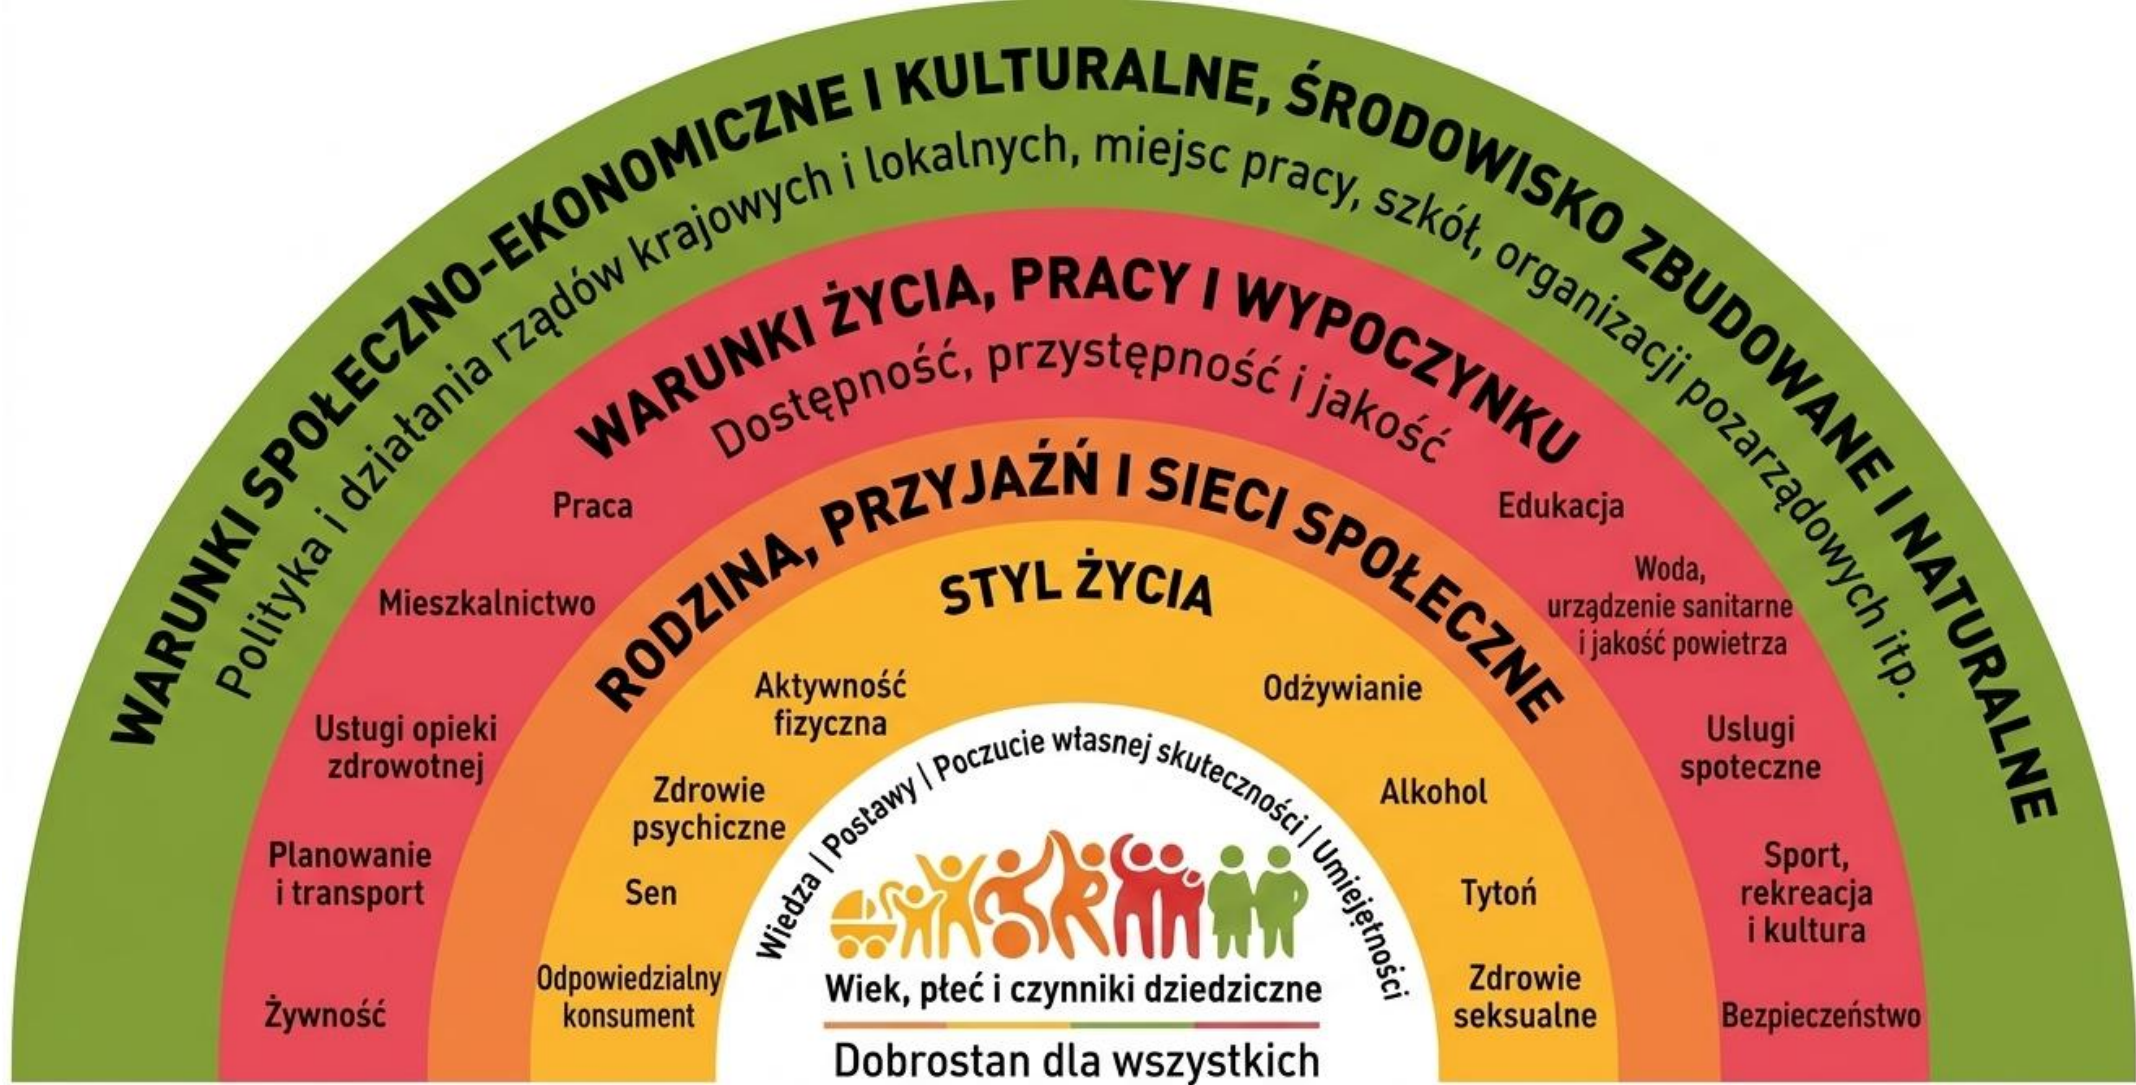 WARUNKI SPOŁECZNO-EKONOMICZNE I KULTURALNE, ŚRODOWISKO ZBUDOWANE I NATURALNE
Polityka i działania rządów krajowych i lokalnych, miejsc pracy, szkół, organizacji pozarządowych itp.
WARUNKI ŻYCIA, PRACY I WYPOCZYNKU
Dostępność, przystępność i jakość
Praca
Mieszkalnictwo
Ustugi opieki
zdrowotnej
Planowanie
i transport
Żywność
Edukacja
Woda,
urządzenie sanitarne
i jakość powietrza
Uslugi
spoteczne
Sport,
rekreacja
i kultura
Bezpieczeństwo
RODZINA, PRZYJAŹŃ I SIECI SPOŁECZNE
STYL ŻYCIA
Aktywność
fizyczna
Zdrowie
psychiczne
Sen
Odpowiedzialny
konsument
Odżywianie
Alkohol
Tytoń
Zdrowie
seksualne
Wiedza | Postawy | Poczucie wtasnej skuteczności | Umiejętności
Wiek, płeć i czynniki dziedziczne
Dobrostan dla wszystkich